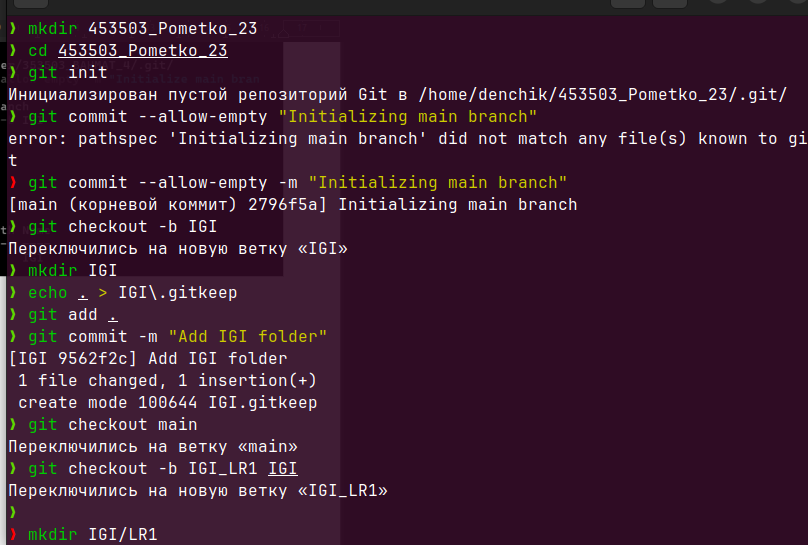 ❯ mkdir 453503_Pometko_23
❯ cd 453503_Pometko_23
❯ git init
Инициализирован пустой репозиторий Git в /home/denchik/453503_Pometko_23/.git/
❯ git commit --allow-empty "Initializing main branch"
error: pathspec 'Initializing main branch' did not match any file(s) known to gi
t
❯ git commit --allow-empty -m "Initializing main branch"
[main (корневой коммит) 2796f5a] Initializing main branch
❯ git checkout -b IGI
Переключились на новую ветку «IGI»
❯ mkdir IGI
❯ echo . > IGI\.gitkeep
❯ git add .
❯ git commit -m "Add IGI folder"
[IGI 9562f2c] Add IGI folder
1 file changed, 1 insertion(+)
create mode 100644 IGI.gitkeep
❯ git checkout main
Переключились на ветку «main»
❯ git checkout -b IGI_LR1 IGI
Переключились на новую ветку «IGI_LR1»
❯
❯ mkdir IGI/LR1